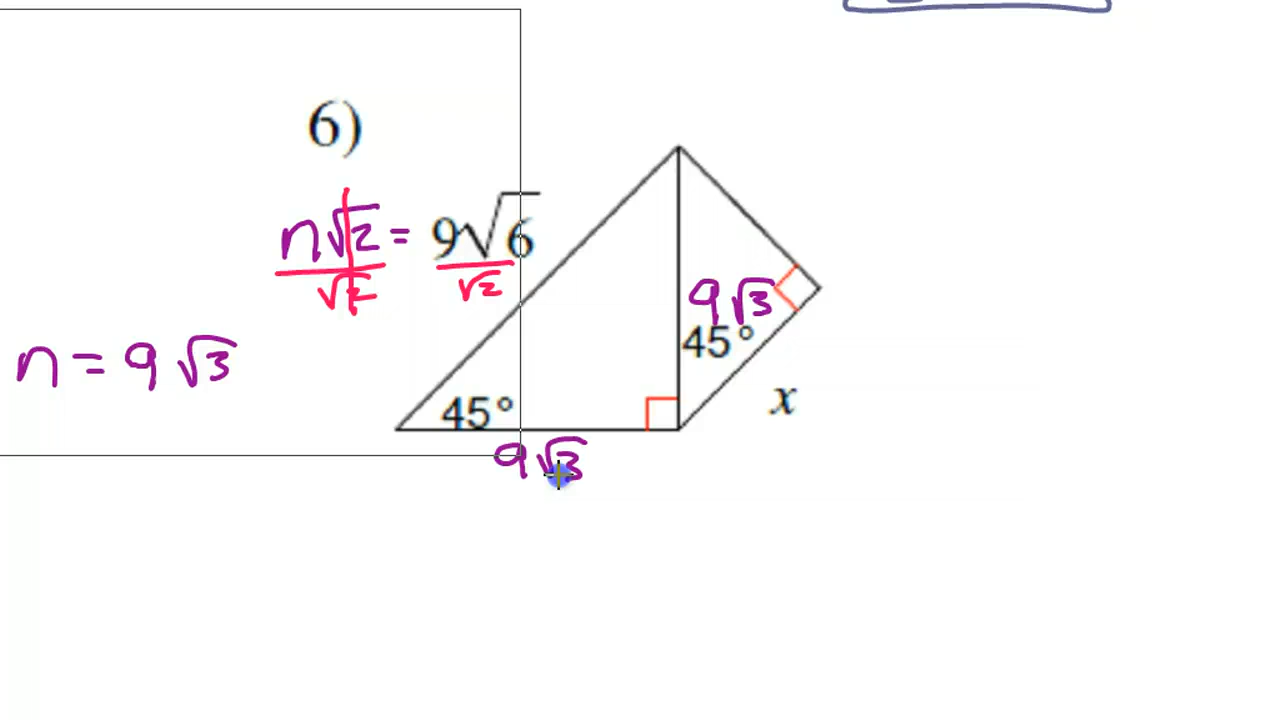 6)
n√2 = 9√6
√2 √2
9√3
45°
n = 9√3
x
45°
9√3